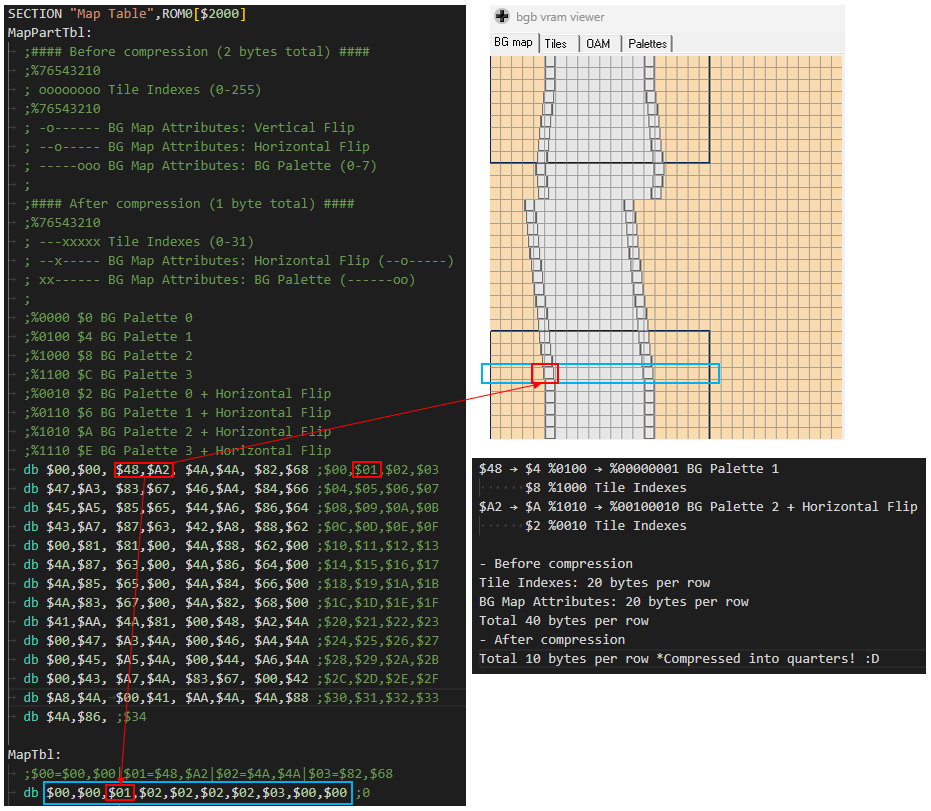 SECTION "Map Table",ROM0[$2000]
MapPartTbl:
;#### Before compression (2 bytes total) ####
;%76543210
; oooooooo Tile Indexes (0-255)
;%76543210
; -o------ BG Map Attributes: Vertical Flip
; --o----- BG Map Attributes: Horizontal Flip
; -----ooo BG Map Attributes: BG Palette (0-7)
;
;#### After compression (1 byte total) ####
;%76543210
; ---xxxxx Tile Indexes (0-31)
; --x----- BG Map Attributes: Horizontal Flip (--o-----)
; xx------ BG Map Attributes: BG Palette (------oo)
;
;%0000 $0 BG Palette 0
;%0100 $4 BG Palette 1
;%1000 $8 BG Palette 2
;%1100 $C BG Palette 3
;%0010 $2 BG Palette 0 + Horizontal Flip
;%0110 $6 BG Palette 1 + Horizontal Flip
;%1010 $A BG Palette 2 + Horizontal Flip
;%1110 $E BG Palette 3 + Horizontal Flip
db $00,$00, $48,$A2, $4A,$4A, $82,$68 ;$00,$01,$02,$03
db $47,$A3, $83,$67, $46,$A4, $84,$66 ;$04,$05,$06,$07
db $45,$A5, $85,$65, $44,$A6, $86,$64 ;$08,$09,$0A,$0B
db $43,$A7, $87,$63, $42,$A8, $88,$62 ;$0C,$0D,$0E,$0F
db $00,$81, $81,$00, $4A,$88, $62,$00 ;$10,$11,$12,$13
db $4A,$87, $63,$00, $4A,$86, $64,$00 ;$14,$15,$16,$17
db $4A,$85, $65,$00, $4A,$84, $66,$00 ;$18,$19,$1A,$1B
db $4A,$83, $67,$00, $4A,$82, $68,$00 ;$1C,$1D,$1E,$1F
db $41,$AA, $4A,$81, $00,$48, $A2,$4A ;$20,$21,$22,$23
db $00,$47, $A3,$4A, $00,$46, $A4,$4A ;$24,$25,$26,$27
db $00,$45, $A5,$4A, $00,$44, $A6,$4A ;$28,$29,$2A,$2B
db $00,$43, $A7,$4A, $83,$67, $00,$42 ;$2C,$2D,$2E,$2F
db $A8,$4A, $00,$41, $AA,$4A, $4A,$88 ;$30,$31,$32,$33
db $4A,$86, ;$34
MapTbl:
;$00=$00,$00|$01=$48,$A2|$02=$4A,$4A|$03=$82,$68
db $00,$00,$01,$02,$02,$02,$02,$03,$00,$00 ;0
bgb vram viewer
BG map Tiles OAM Palettes
$48 → $4 %0100 → %00000001 BG Palette 1
$8 %1000 Tile Indexes
$A2 → $A %1010 → %00100010 BG Palette 2 + Horizontal Flip
$2 %0010 Tile Indexes
- Before compression
Tile Indexes: 20 bytes per row
BG Map Attributes: 20 bytes per row
Total 40 bytes per row
- After compression
Total 10 bytes per row *Compressed into quarters! :D